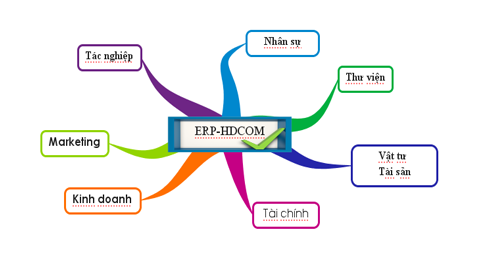 Nhân sự
Tác nghiệp
Thư viện
ERP-HDCOM
Marketing
Vật tư
Tài sản
Kinh doanh
Tài chính